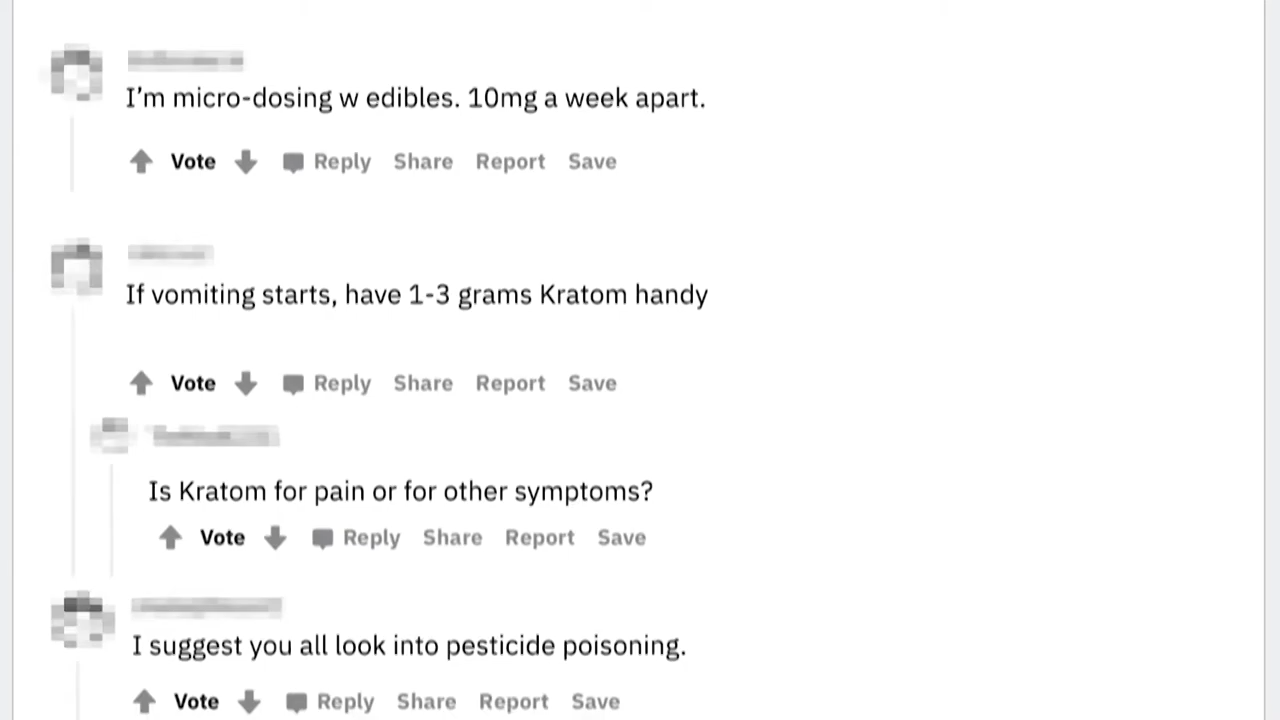 I’m micro-dosing w edibles. 10mg a week apart.
Vote Reply Share Report Save
If vomiting starts, have 1-3 grams Kratom handy
Vote Reply Share Report Save
Is Kratom for pain or for other symptoms?
Vote Reply Share Report Save
I suggest you all look into pesticide poisoning.
Vote Reply Share Report Save